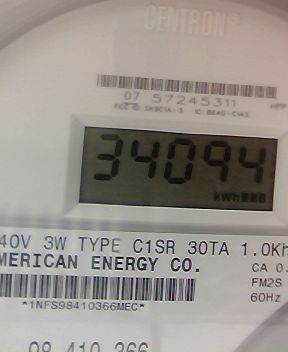 CENTRON®
07 57245311
34094
kWh
40V 3W TYPE C1SR 30TA 1.0Kh
MERICAN ENERGY CO.
CA 0.
FM2S
60Hz
*1NFS98410366MEC*
98 410 366